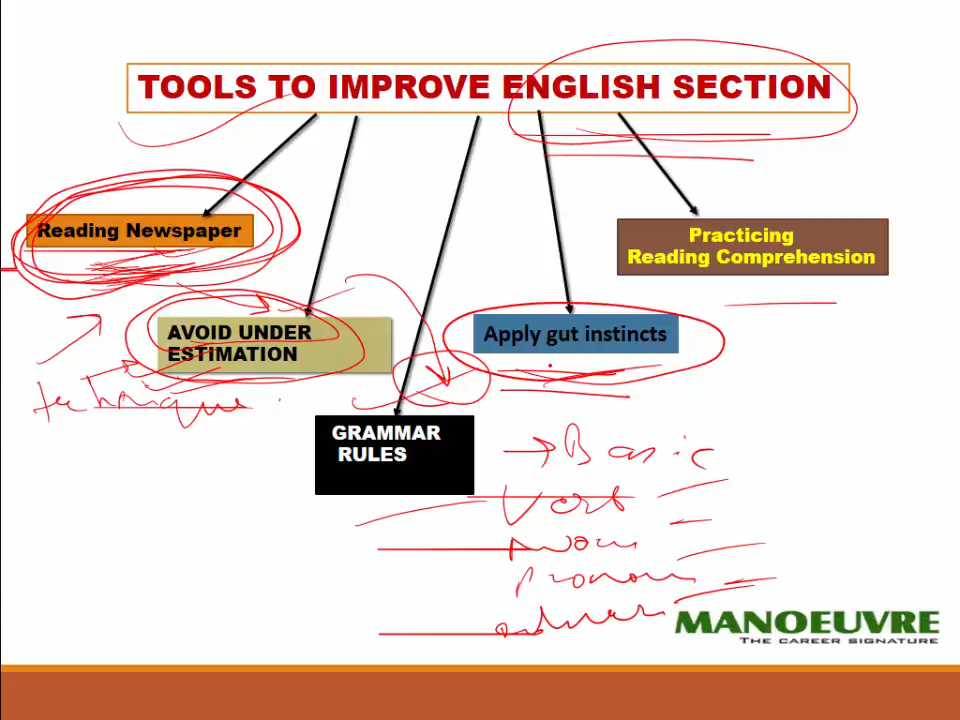 TOOLS TO IMPROVE ENGLISH SECTION
Reading Newspaper
Practicing
Reading Comprehension
AVOID UNDER
ESTIMATION
Apply gut instincts
technique
GRAMMAR
RULES
Basic
Verb
Noun
Pronoun
MANOEUVRE
THE CAREER SIGNATURE